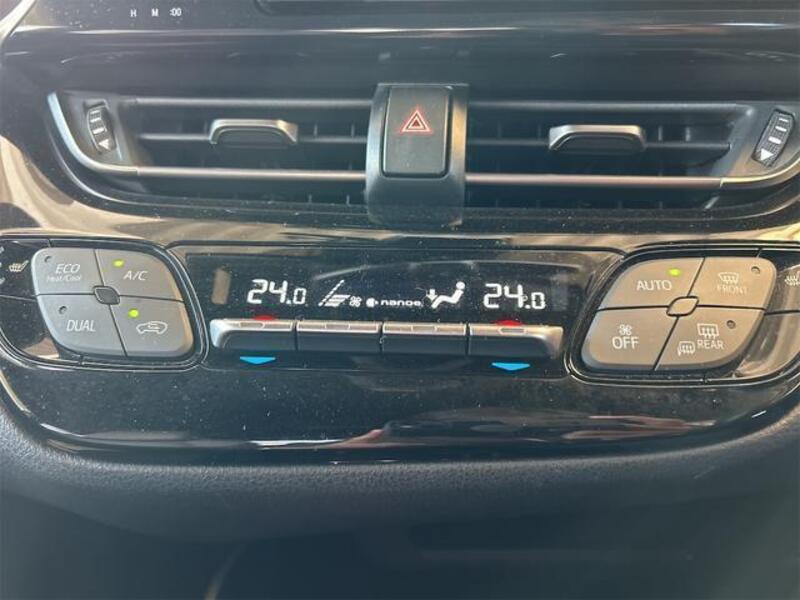 H M :00
ECO
Heat/Cool
A/C
DUAL
24.0
nanoe
24.0
AUTO
FRONT
OFF
REAR